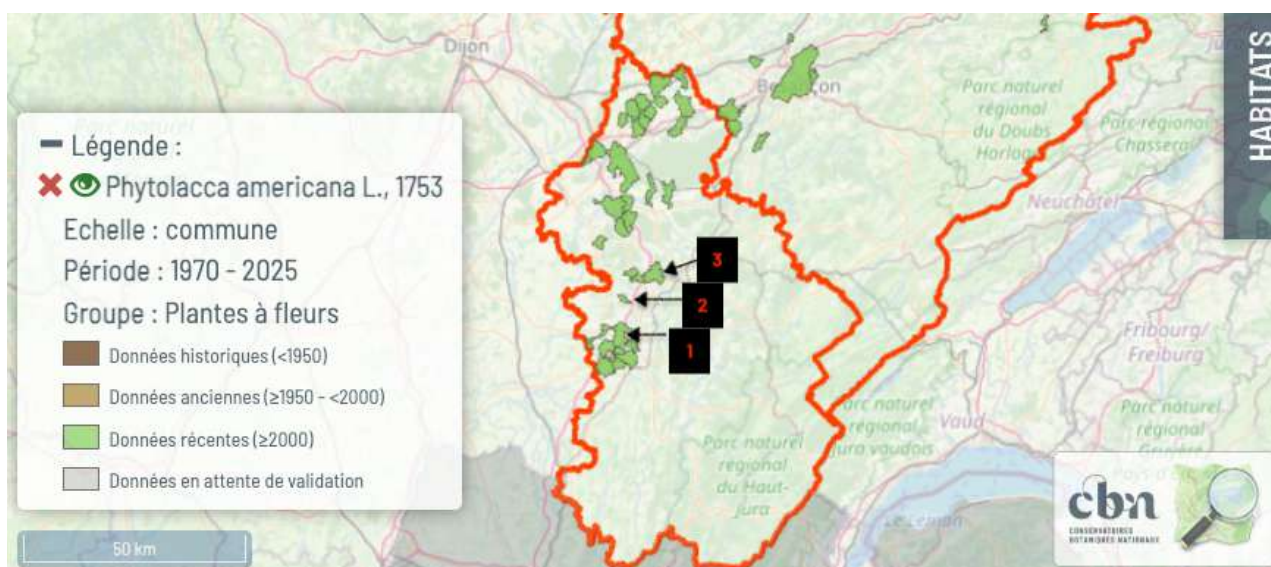 Dijon
Légende :
Phytolacca americana L., 1753
Echelle : commune
Période : 1970 - 2025
Groupe : Plantes à fleurs
Données historiques (<1950)
Données anciennes (≥1950 - <2000)
Données récentes (≥2000)
Données en attente de validation
50 km
3
2
1
Parc naturel
régional
du Doubs
Horloger
Parc régional
Chasseral
HABITATS
Neuchâtel
Fribourg/
Freiburg
Vaud
Parc naturel
régional
Jura vaudois
Parc naturel
régional
du Haut-
Jura
Le Léman
Parc naturel
régional
cbn
CONSERVATOIRES
BOTANIQUES NATIONAUX